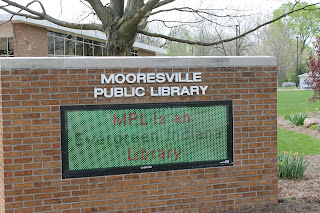 MOORESVILLE
PUBLIC LIBRARY
MPL is an
Evergreen Indiana
Library